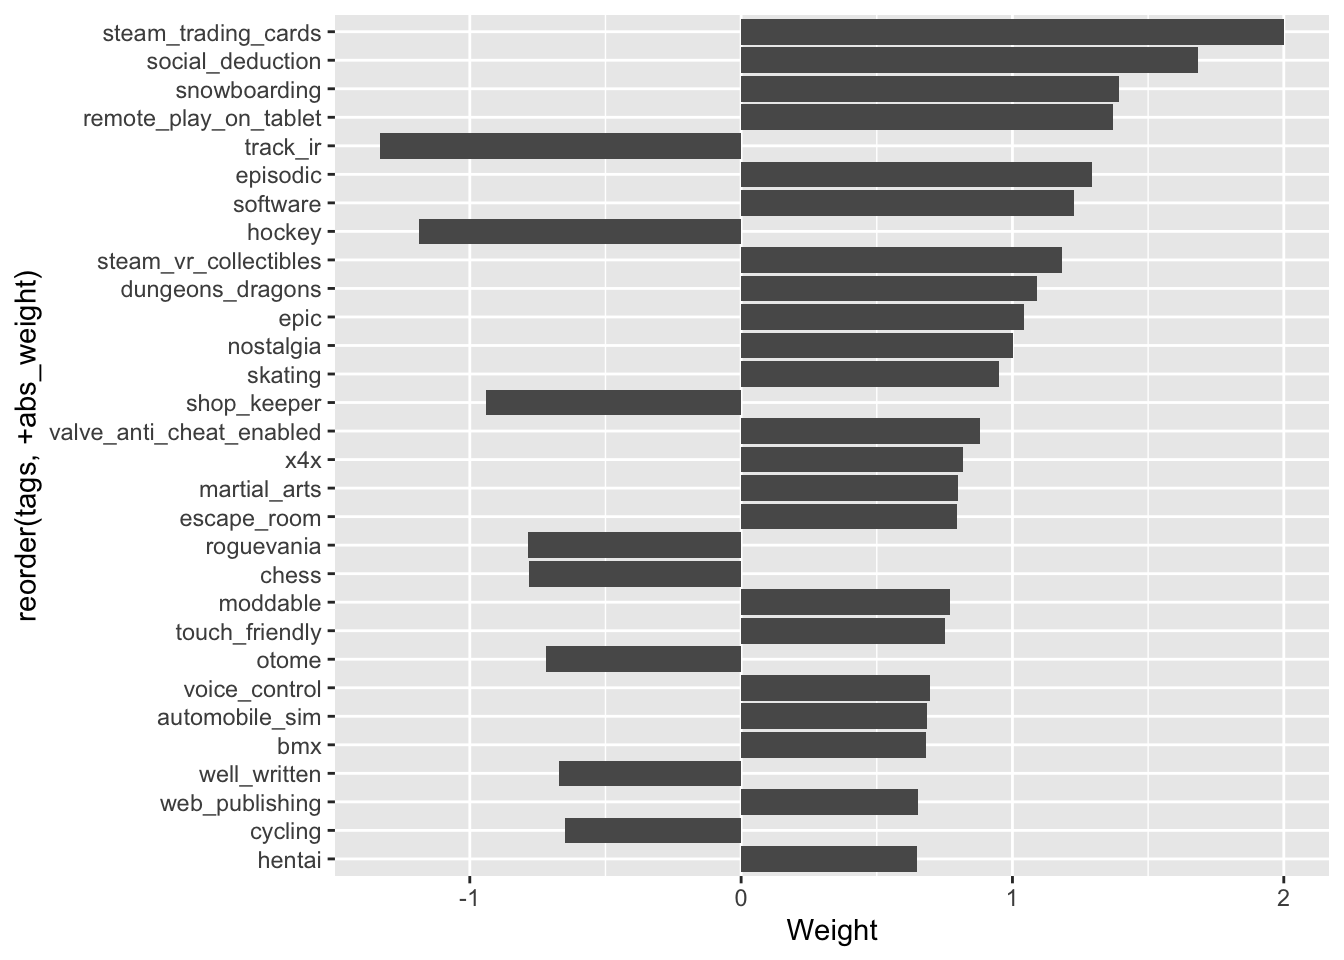 steam_trading_cards
social_deduction
snowboarding
remote_play_on_tablet
track_ir
episodic
software
hockey
steam_vr_collectibles
dungeons_dragons
epic
nostalgia
skating
shop_keeper
valve_anti_cheat_enabled
x4x
martial_arts
escape_room
roguevania
chess
moddable
touch_friendly
otome
voice_control
automobile_sim
bmx
well_written
web_publishing
cycling
hentai
reorder(tags, +abs_weight)
-1 0 1 2
Weight